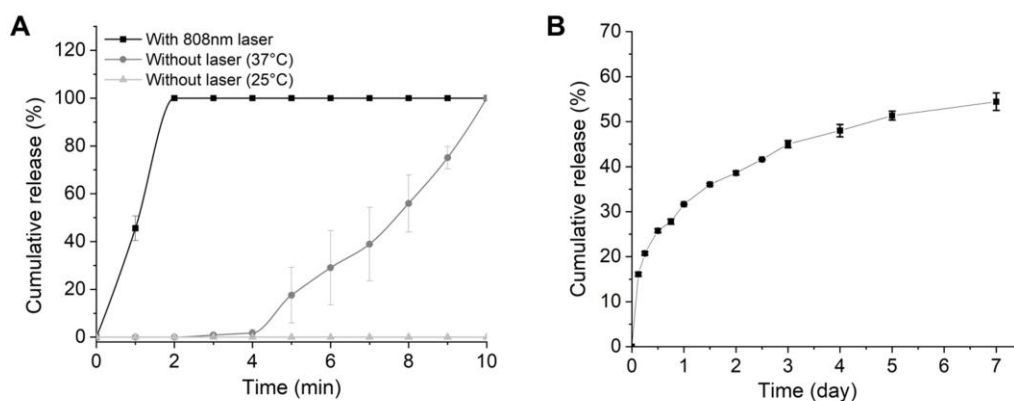 A
With 808nm laser
Without laser (37°C)
Without laser (25°C)
Cumulative release (%)
120
100
80
60
40
20
0
0 2 4 6 8 10
Time (min)
B
Cumulative release (%)
70
60
50
40
30
20
10
0
0 1 2 3 4 5 6 7
Time (day)